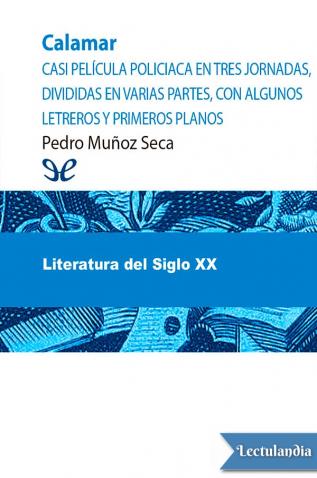 Calamar
CASI PELÍCULA POLICIACA EN TRES JORNADAS,
DIVIDIDAS EN VARIAS PARTES, CON ALGUNOS
LETREROS Y PRIMEROS PLANOS
Pedro Muñoz Seca
Literatura del Siglo XX
Lectulandia